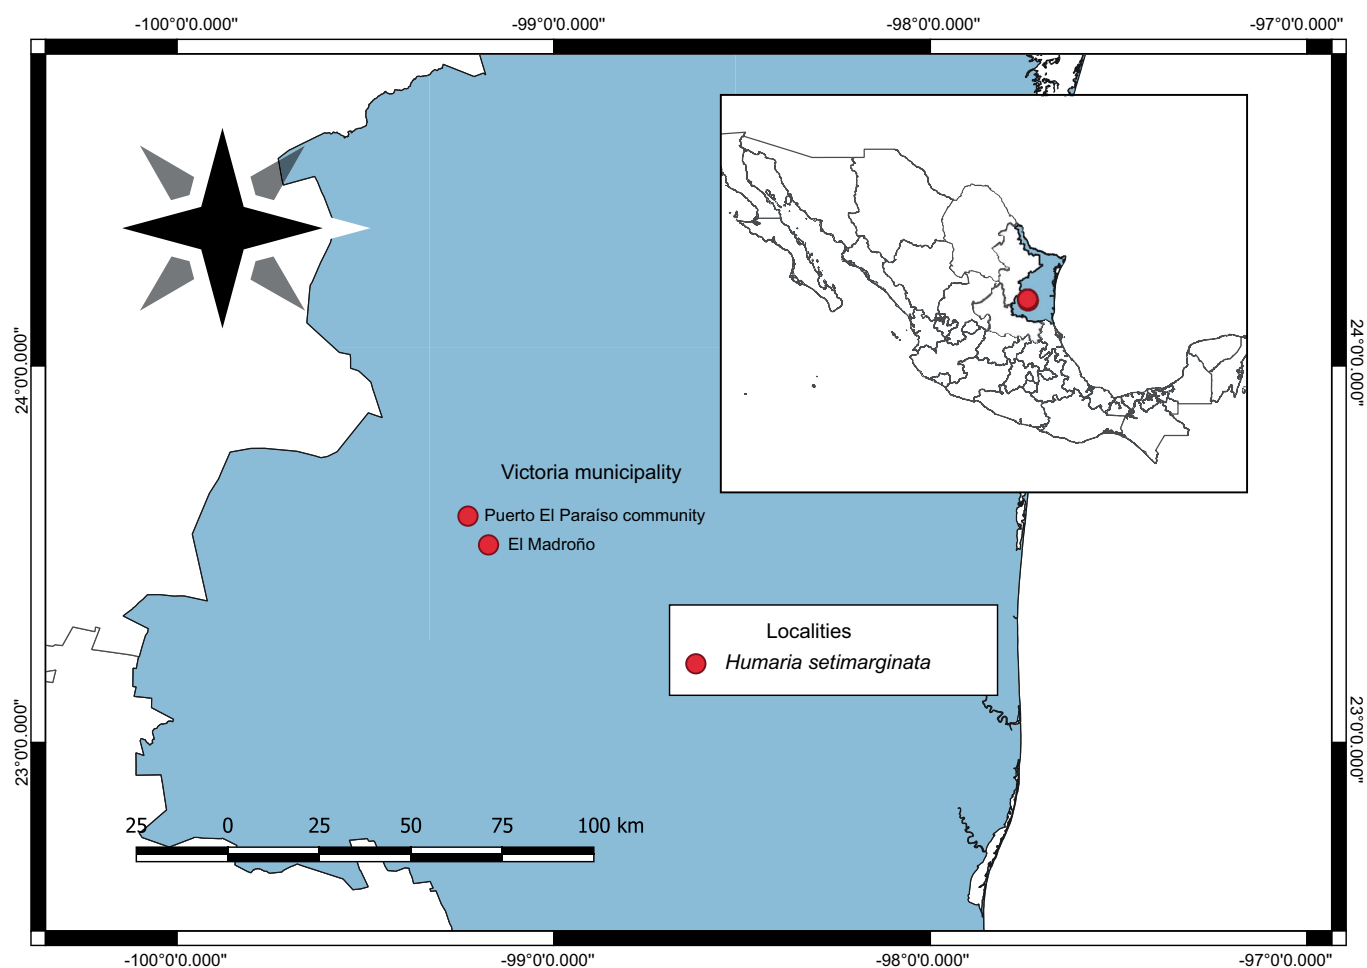 -100°0'0.000"
-99°0'0.000"
-98°0'0.000"
-97°0'0.000"
24°0'0.000"
24°0'0.000"
Victoria municipality
Puerto El Paraíso community
El Madroño
Localities
Humaria setimarginata
23°0'0.000"
23°0'0.000"
25 0 25 50 75 100 km
-100°0'0.000"
-99°0'0.000"
-98°0'0.000"
-97°0'0.000"